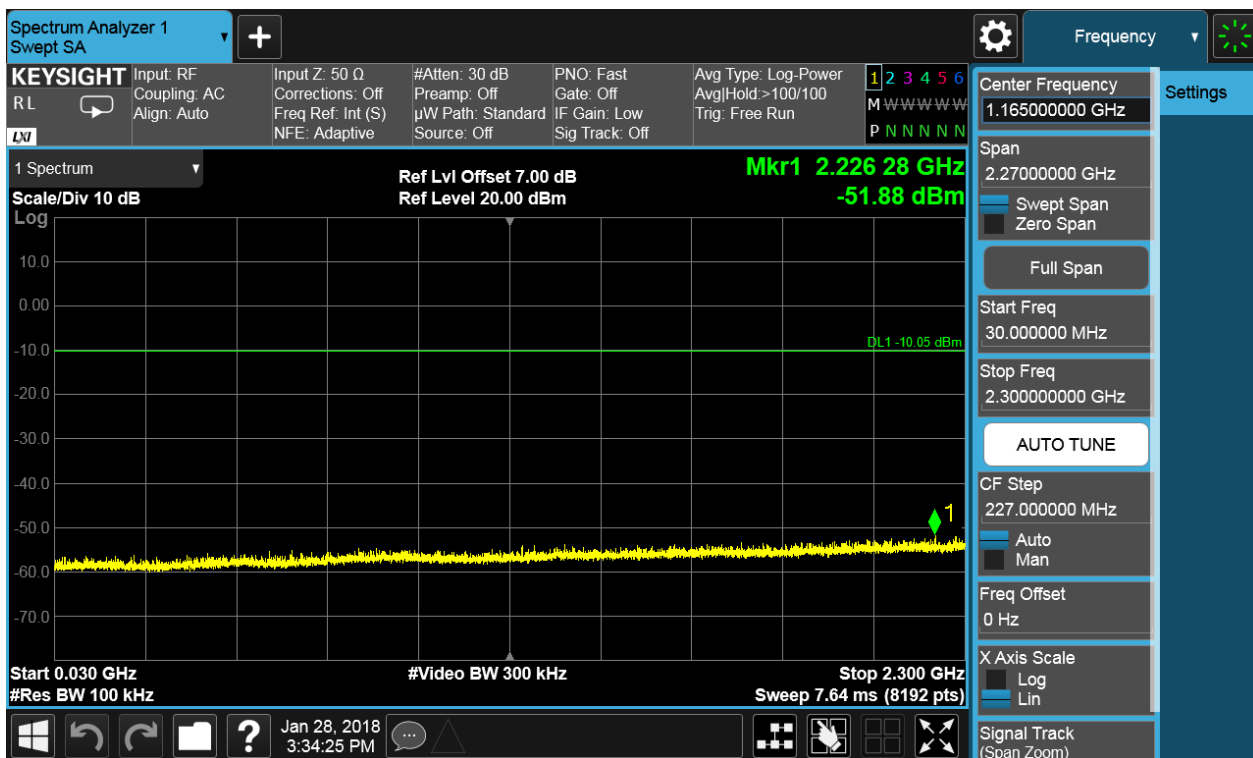 Spectrum Analyzer 1
Swept SA
Frequency
KEYSIGHT
R L
LXI
Input: RF
Coupling: AC
Align: Auto
Input Z: 50 Ω
Corrections: Off
Freq Ref: Int (S)
NFE: Adaptive
#Atten: 30 dB
Preamp: Off
µW Path: Standard
Source: Off
PNO: Fast
Gate: Off
IF Gain: Low
Sig Track: Off
Avg Type: Log-Power
Avg|Hold:>100/100
Trig: Free Run
1 2 3 4 5 6
M W W W W W
P N N N N N
1 Spectrum
Scale/Div 10 dB
Log
Ref Lvl Offset 7.00 dB
Ref Level 20.00 dBm
Mkr1 2.226 28 GHz
-51.88 dBm
10.0
0.00
-10.0
-20.0
-30.0
-40.0
-50.0
-60.0
-70.0
DL1 -10.05 dBm
1
Start 0.030 GHz
#Res BW 100 kHz
#Video BW 300 kHz
Stop 2.300 GHz
Sweep 7.64 ms (8192 pts)
Center Frequency
1.165000000 GHz
Span
2.27000000 GHz
Swept Span
Zero Span
Full Span
Start Freq
30.000000 MHz
Stop Freq
2.300000000 GHz
AUTO TUNE
CF Step
227.000000 MHz
Auto
Man
Freq Offset
0 Hz
X Axis Scale
Log
Lin
Signal Track
(Span Zoom)
Settings
?
Jan 28, 2018
3:34:25 PM